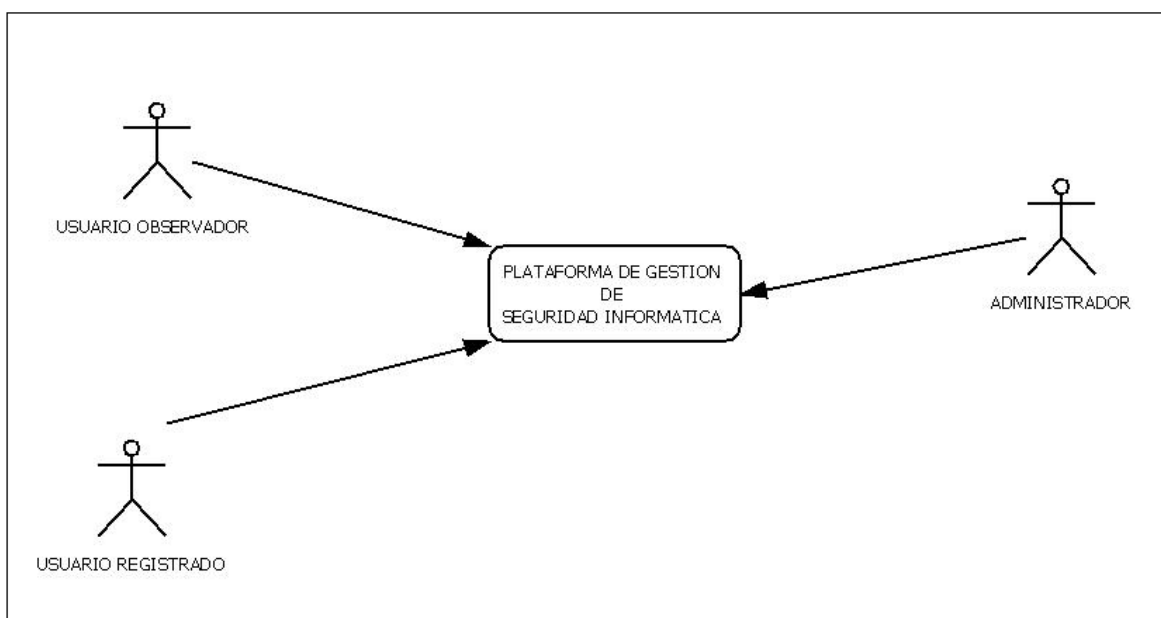 USUARIO OBSERVADOR
PLATAFORMA DE GESTION
DE
SEGURIDAD INFORMATICA
ADMINISTRADOR
USUARIO REGISTRADO